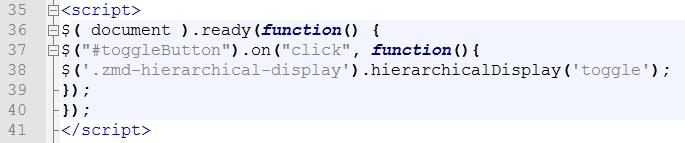 35 <script>
36 $( document ).ready(function() {
37 $("#toggleButton").on("click", function(){
38 $('.zmd-hierarchical-display').hierarchicalDisplay('toggle');
39 });
40 });
41 </script>